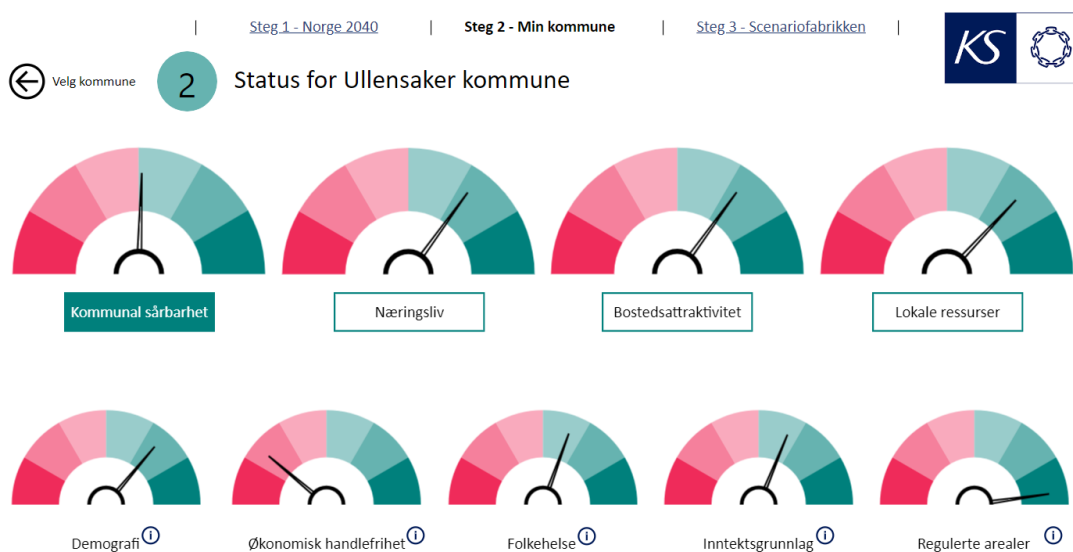 | Steg 1 - Norge 2040 | Steg 2 - Min kommune | Steg 3 - Scenariofabrikken |
KS
Velg kommune 2 Status for Ullensaker kommune
Kommunal sårbarhet Næringsliv Bostedsattraktivitet Lokale ressurser
Demografi i Økonomisk handlefrihet i Folkehelse i Inntektsgrunnlag i Regulerte arealer i